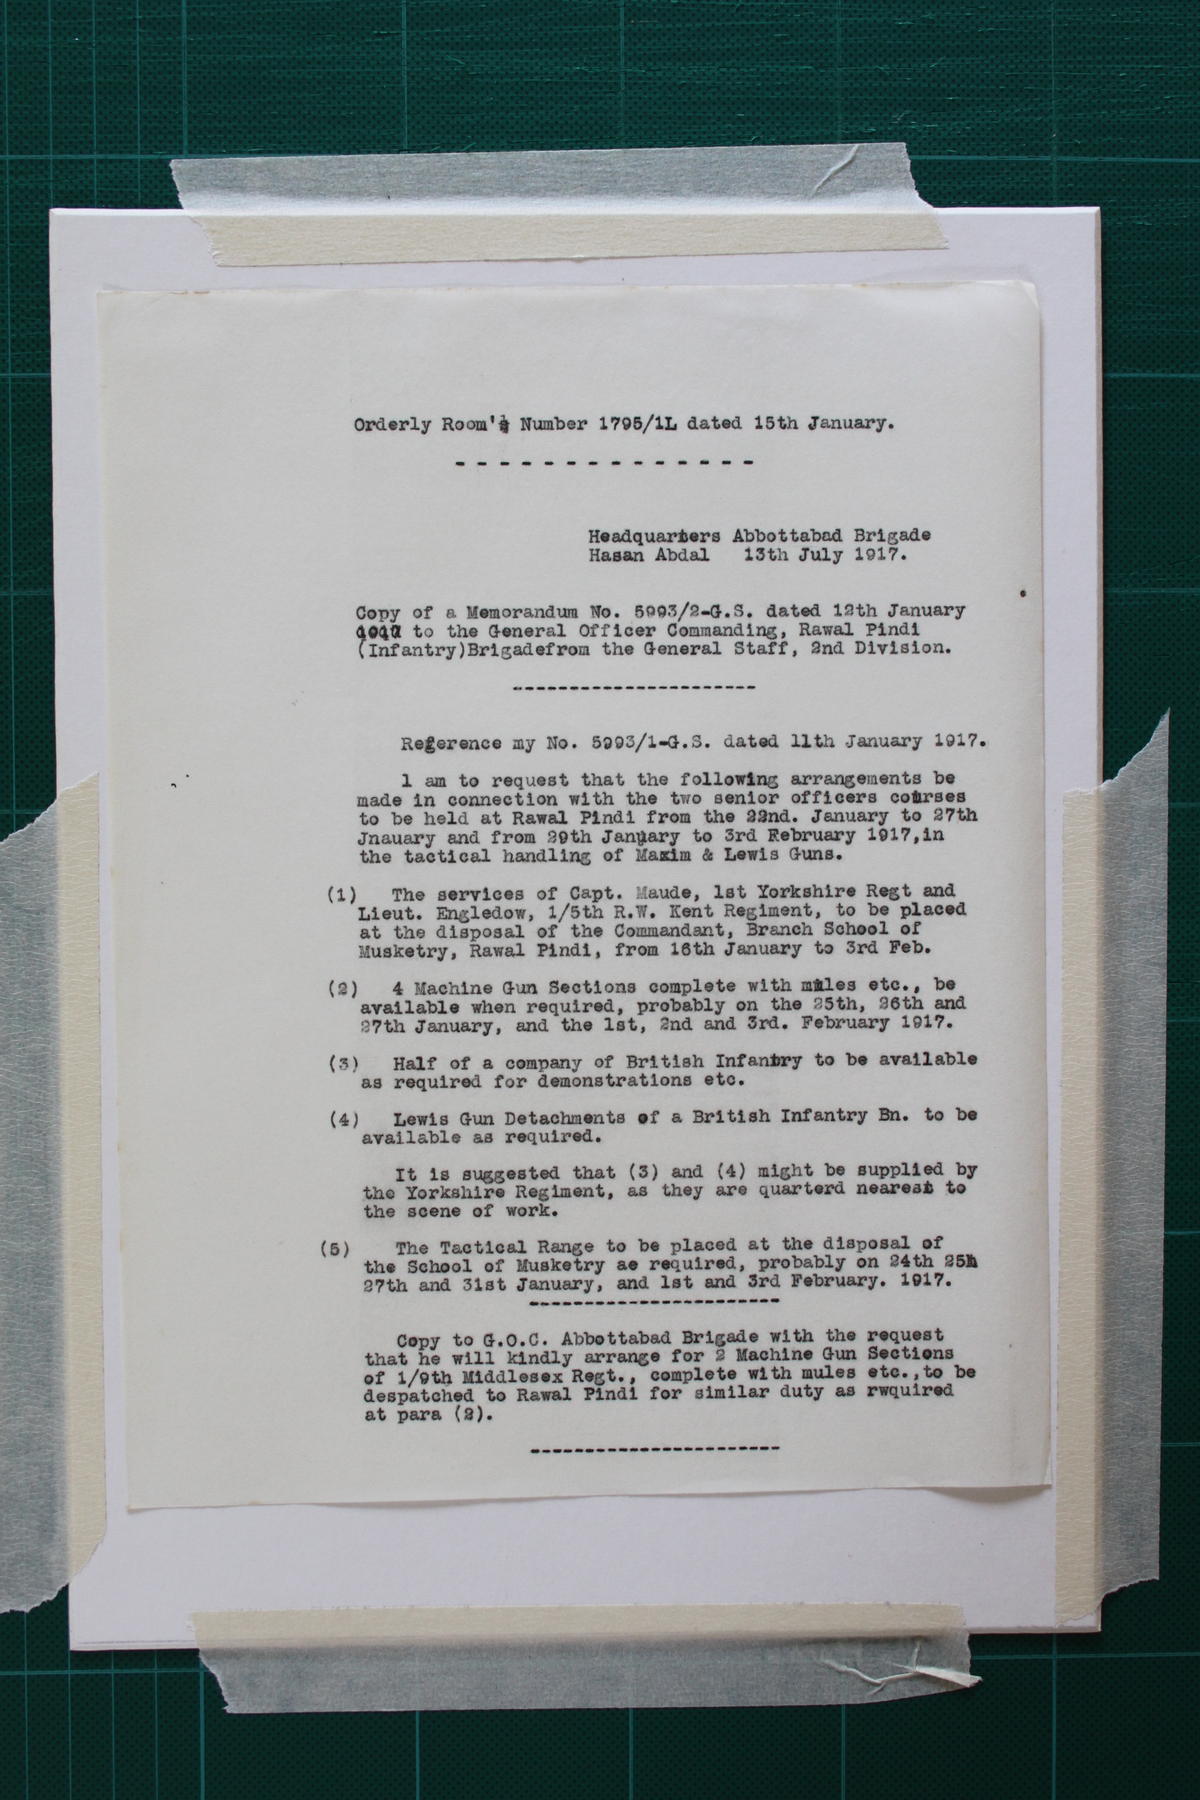 Orderly Room's Number 1795/1L dated 15th January.
- - - - - - - - - - - - - -
Headquarters Abbottabad Brigade
Hasan Abdal 13th July 1917.
Copy of a Memorandum No. 5993/2-G.S. dated 12th January
1917 to the General Officer Commanding, Rawal Pindi
(Infantry)Brigadefrom the General Staff, 2nd Division.
----------------------
Reference my No. 5993/1-G.S. dated 11th January 1917.
l am to request that the following arrangements be
made in connection with the two senior officers courses
to be held at Rawal Pindi from the 22nd. January to 27th
Jnauary and from 29th January to 3rd February 1917,in
the tactical handling of Maxim & Lewis Guns.
(1) The services of Capt. Maude, 1st Yorkshire Regt and
Lieut. Engledow, 1/5th R.W. Kent Regiment, to be placed
at the disposal of the Commandant, Branch School of
Musketry, Rawal Pindi, from 16th January to 3rd Feb.
(2) 4 Machine Gun Sections complete with mules etc., be
available when required, probably on the 25th, 26th and
27th January, and the 1st, 2nd and 3rd. February 1917.
(3) Half of a company of British Infantry to be available
as required for demonstrations etc.
(4) Lewis Gun Detachments of a British Infantry Bn. to be
available as required.
It is suggested that (3) and (4) might be supplied by
the Yorkshire Regiment, as they are quarterd nearest to
the scene of work.
(5) The Tactical Range to be placed at the disposal of
the School of Musketry ae required, probably on 24th 25h
27th and 31st January, and 1st and 3rd February. 1917.
-----------------------
Copy to G.O.C. Abbottabad Brigade with the request
that he will kindly arrange for 2 Machine Gun Sections
of 1/9th Middlesex Regt., complete with mules etc.,to be
despatched to Rawal Pindi for similar duty as rwquired
at para (2).
-----------------------